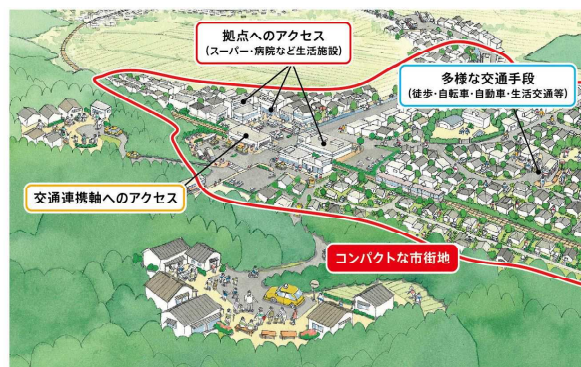 拠点へのアクセス
(スーパー・病院など生活施設)
多様な交通手段
(徒歩・自転車・自動車・生活交通等)
交通連携軸へのアクセス
コンパクトな市街地